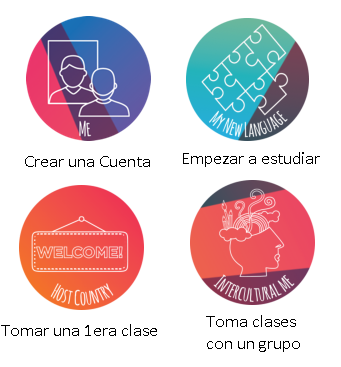 ME
MY NEW LANGUAGE
Crear una Cuenta
Empezar a estudiar
WELCOME!
HOST COUNTRY
INTERCULTURAL ME
Tomar una 1era clase
Toma clases
con un grupo